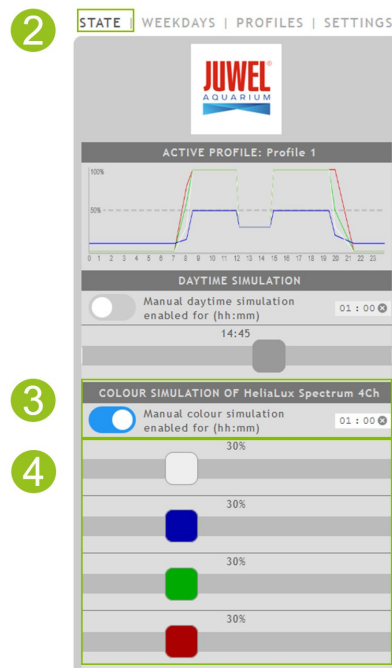 2
STATE | WEEKDAYS | PROFILES | SETTINGS
JUWEL
AQUARIUM
ACTIVE PROFILE: Profile 1
100%
50%
0 1 2 3 4 5 6 7 8 9 10 11 12 13 14 15 16 17 18 19 20 21 22 23
DAYTIME SIMULATION
Manual daytime simulation
enabled for (hh:mm)
01 : 00
14:45
3
COLOUR SIMULATION OF HeliaLux Spectrum 4Ch
Manual colour simulation
enabled for (hh:mm)
01 : 00
4
30%
30%
30%
30%